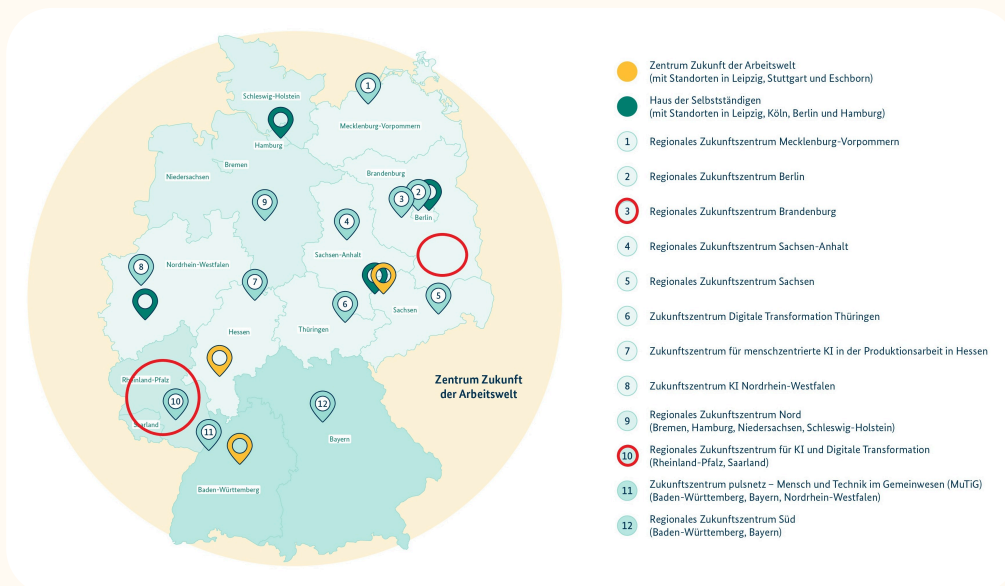 Schleswig-Holstein
1
Mecklenburg-Vorpommern
Hamburg
Bremen
Niedersachsen
Brandenburg
9
3
2
Berlin
4
8
Nordrhein-Westfalen
Sachsen-Anhalt
7
6
5
Sachsen
Hessen
Thüringen
Rheinland-Pfalz
10
Saarland
11
12
Bayern
Baden-Württemberg
Zentrum Zukunft
der Arbeitswelt
Zentrum Zukunft der Arbeitswelt
(mit Standorten in Leipzig, Stuttgart und Eschborn)
Haus der Selbstständigen
(mit Standorten in Leipzig, Köln, Berlin und Hamburg)
1 Regionales Zukunftszentrum Mecklenburg-Vorpommern
2 Regionales Zukunftszentrum Berlin
3 Regionales Zukunftszentrum Brandenburg
4 Regionales Zukunftszentrum Sachsen-Anhalt
5 Regionales Zukunftszentrum Sachsen
6 Zukunftszentrum Digitale Transformation Thüringen
7 Zukunftszentrum für menschzentrierte KI in der Produktionsarbeit in Hessen
8 Zukunftszentrum KI Nordrhein-Westfalen
9 Regionales Zukunftszentrum Nord
(Bremen, Hamburg, Niedersachsen, Schleswig-Holstein)
10 Regionales Zukunftszentrum für KI und Digitale Transformation
(Rheinland-Pfalz, Saarland)
11 Zukunftszentrum pulsnetz – Mensch und Technik im Gemeinwesen (MuTiG)
(Baden-Württemberg, Bayern, Nordrhein-Westfalen)
12 Regionales Zukunftszentrum Süd
(Baden-Württemberg, Bayern)